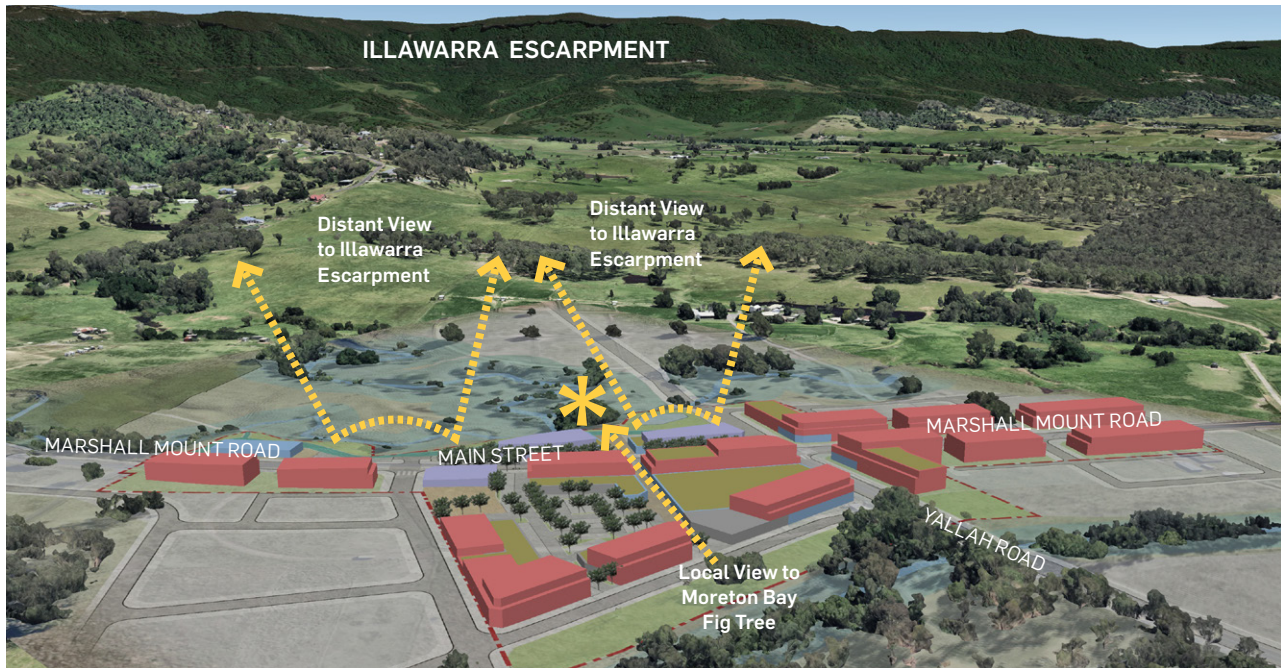 ILLAWARRA ESCARPMENT
Distant View
to Illawarra
Escarpment
Distant View
to Illawarra
Escarpment
MARSHALL MOUNT ROAD
MAIN STREET
MARSHALL MOUNT ROAD
YALLAH ROAD
Local View to
Moreton Bay
Fig Tree